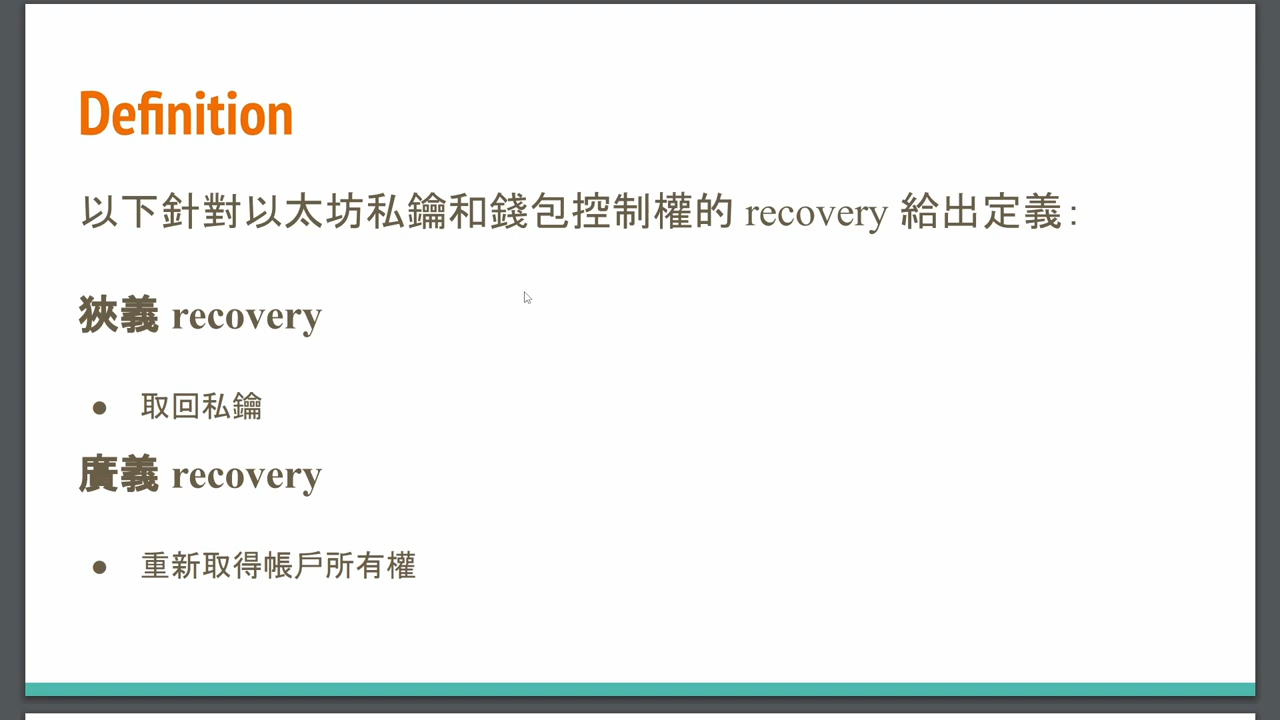 Definition
以下針對以太坊私鑰和錢包控制權的 recovery 給出定義:
狹義 recovery
● 取回私鑰
廣義 recovery
● 重新取得帳戶所有權